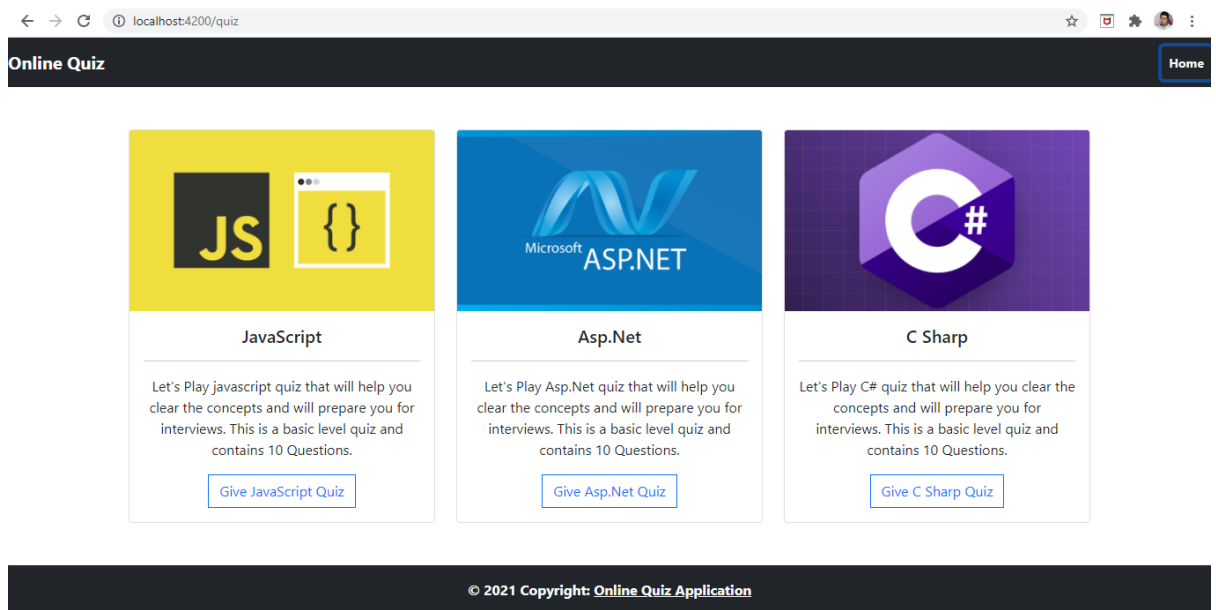 localhost:4200/quiz
Online Quiz
Home
JS
{}
Microsoft
ASP.NET
C#
JavaScript
Let's Play javascript quiz that will help you
clear the concepts and will prepare you for
interviews. This is a basic level quiz and
contains 10 Questions.
Give JavaScript Quiz
Asp.Net
Let's Play Asp.Net quiz that will help you
clear the concepts and will prepare you for
interviews. This is a basic level quiz and
contains 10 Questions.
Give Asp.Net Quiz
C Sharp
Let's Play C# quiz that will help you clear the
concepts and will prepare you for
interviews. This is a basic level quiz and
contains 10 Questions.
Give C Sharp Quiz
© 2021 Copyright: Online Quiz Application